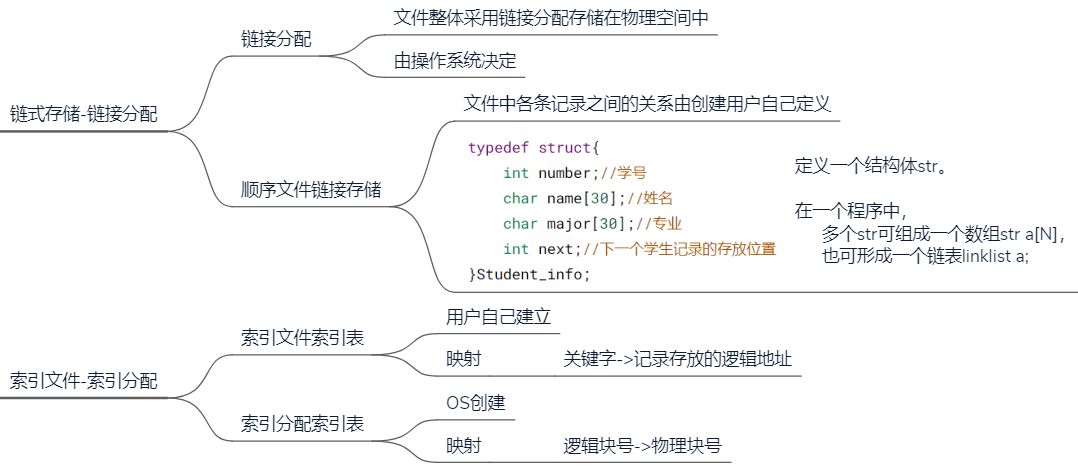 链式存储-链接分配
链接分配
文件整体采用链接分配存储在物理空间中
由操作系统决定
顺序文件链接存储
文件中各条记录之间的关系由创建用户自己定义
typedef struct{
int number;//学号
char name[30];//姓名
char major[30];//专业
int next;//下一个学生记录的存放位置
}Student_info;
定义一个结构体str。
在一个程序中，
多个str可组成一个数组str a[N]，
也可形成一个链表linklist a;
索引文件-索引分配
索引文件索引表
用户自己建立
映射
关键字->记录存放的逻辑地址
索引分配索引表
OS创建
映射
逻辑块号->物理块号